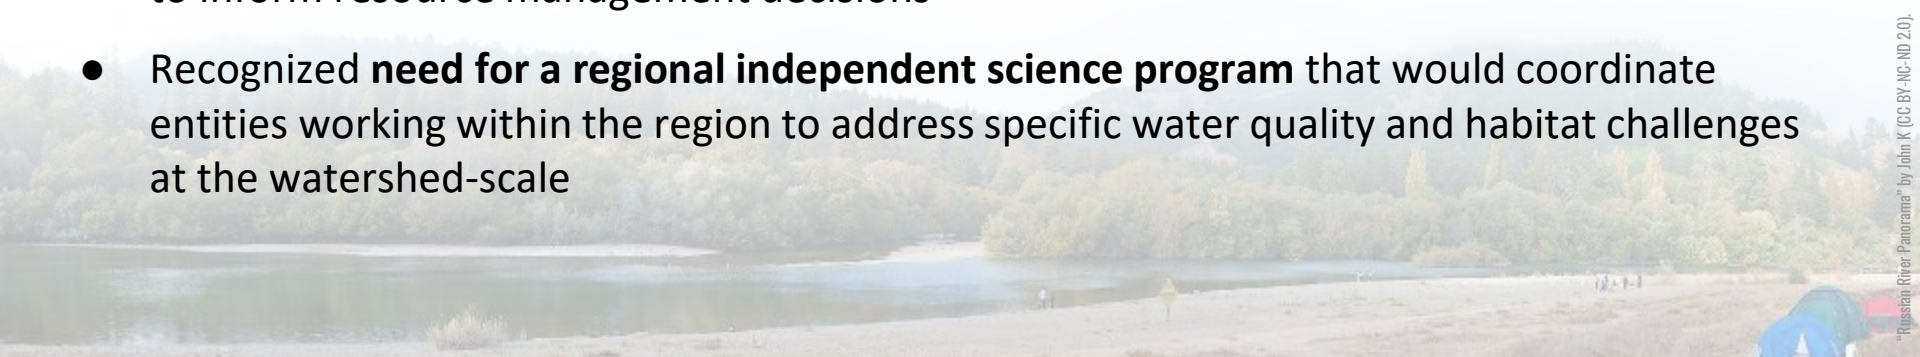 to inform resource management decisions
● Recognized need for a regional independent science program that would coordinate
entities working within the region to address specific water quality and habitat challenges
at the watershed-scale
"Russian River Panorama" by John K (CC BY-NC-ND 2.0).